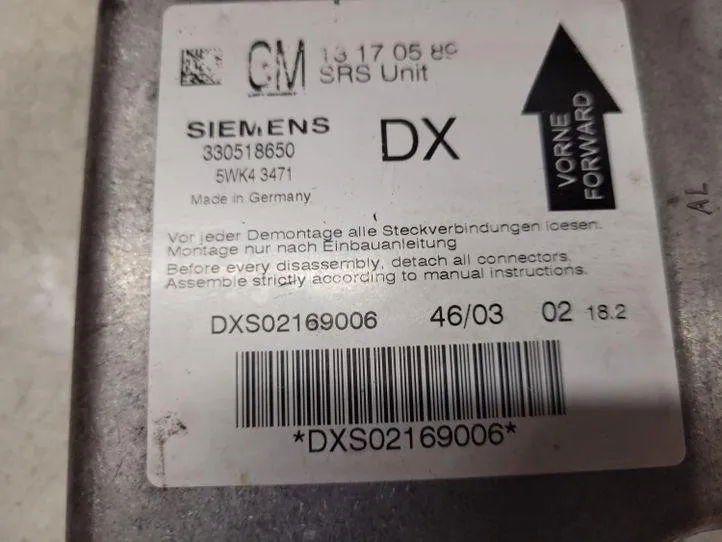 GM 13 17 05 89
SRS Unit
SIEMENS
330518650
5WK4 3471
Made in Germany
DX
VORNE
FORWARD
AL
Vor jeder Demontage alle Steckverbindungen loesen.
Montage nur nach Einbauanleitung
Before every disassembly, detach all connectors.
Assemble strictly according to manual instructions.
DXS02169006 46/03 02 18.2
*DXS02169006*